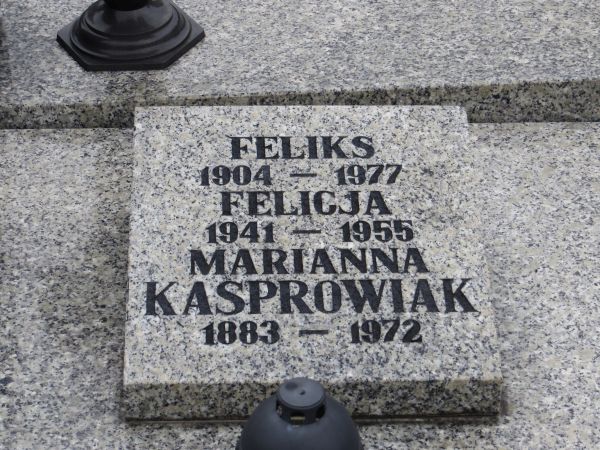 FELIKS
1904 — 1977
FELICJA
1941 — 1955
MARIANNA
KASPROWIAK
1883 — 1972